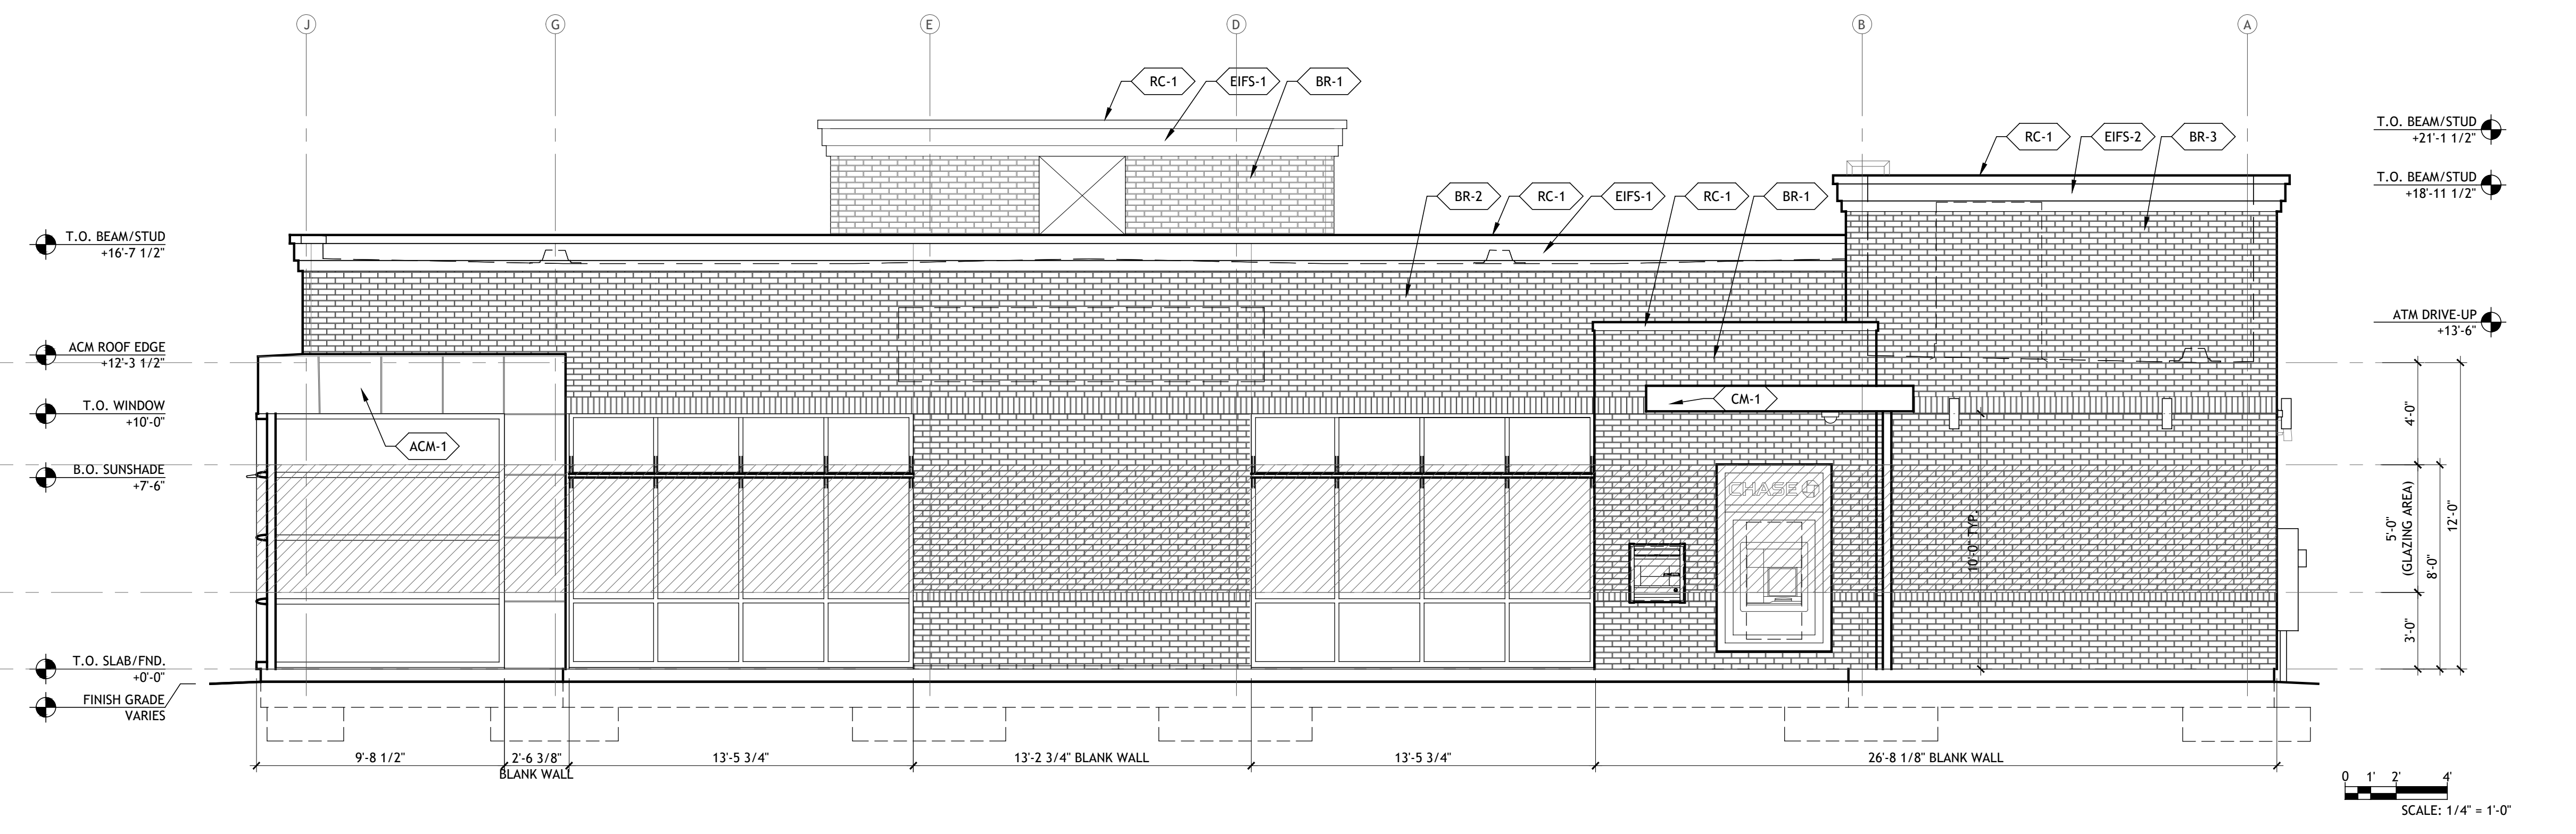 J G E D B A
RC-1 EIFS-1 BR-1
RC-1 EIFS-2 BR-3
BR-2 RC-1 EIFS-1 RC-1 BR-1
T.O. BEAM/STUD
+21'-1 1/2"
T.O. BEAM/STUD
+18'-11 1/2"
T.O. BEAM/STUD
+16'-7 1/2"
ATM DRIVE-UP
+13'-6"
ACM ROOF EDGE
+12'-3 1/2"
T.O. WINDOW
+10'-0"
CM-1
ACM-1
B.O. SUNSHADE
+7'-6"
CHASE
10'-0" TYP.
4'-0"
5'-0"
(GLAZING AREA)
8'-0"
12'-0"
3'-0"
T.O. SLAB/FND.
+0'-0"
FINISH GRADE
VARIES
9'-8 1/2" 2'-6 3/8" 13'-5 3/4" 13'-2 3/4" BLANK WALL 13'-5 3/4" 26'-8 1/8" BLANK WALL
BLANK WALL
0 1' 2' 4'
SCALE: 1/4" = 1'-0"